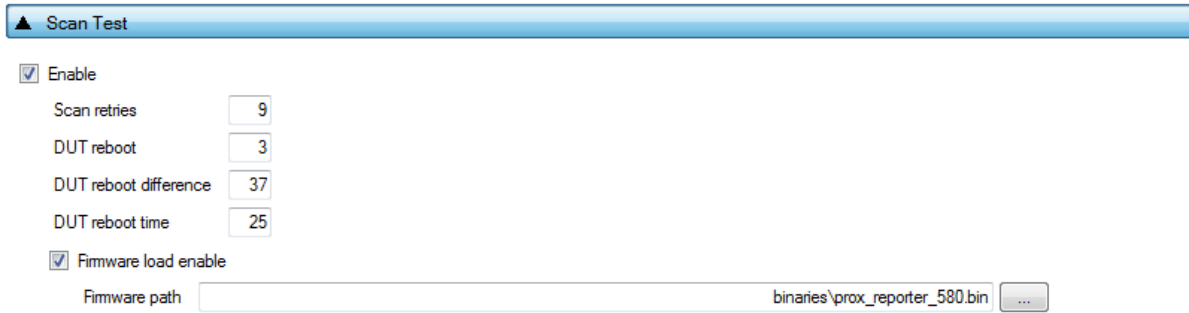 Scan Test
Enable
Scan retries 9
DUT reboot 3
DUT reboot difference 37
DUT reboot time 25
Firmware load enable
Firmware path binaries\prox_reporter_580.bin ...